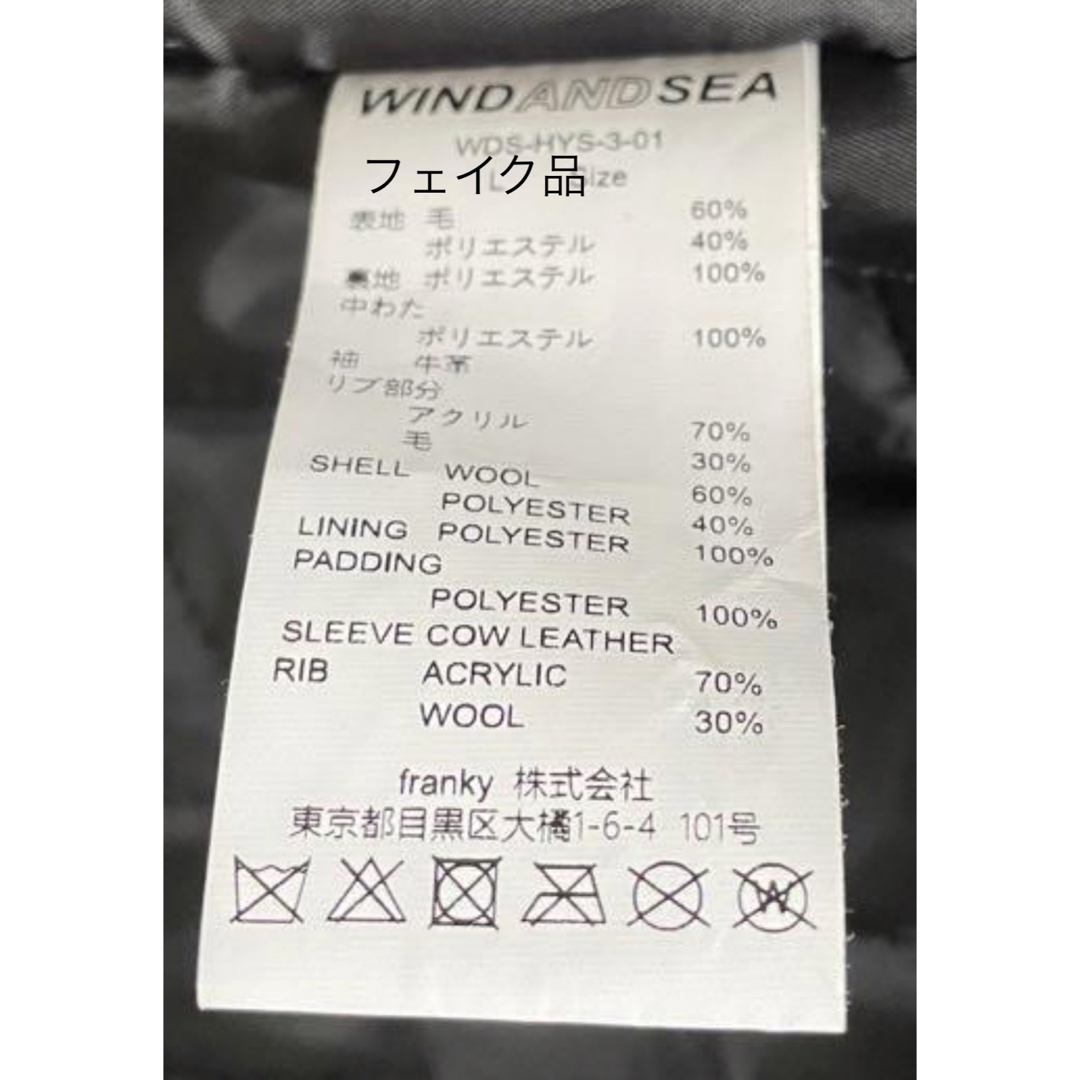 WINDANDSEA
WDS-HYS-3-01
フェイク品
L Size
表地 毛 60%
ポリエステル 40%
裏地 ポリエステル 100%
中わた
ポリエステル 100%
袖 牛革
リブ部分
アクリル 70%
毛 30%
SHELL WOOL 60%
POLYESTER 40%
LINING POLYESTER 100%
PADDING
POLYESTER 100%
SLEEVE COW LEATHER
RIB ACRYLIC 70%
WOOL 30%
franky 株式会社
東京都目黒区大橘1-6-4 101号
W